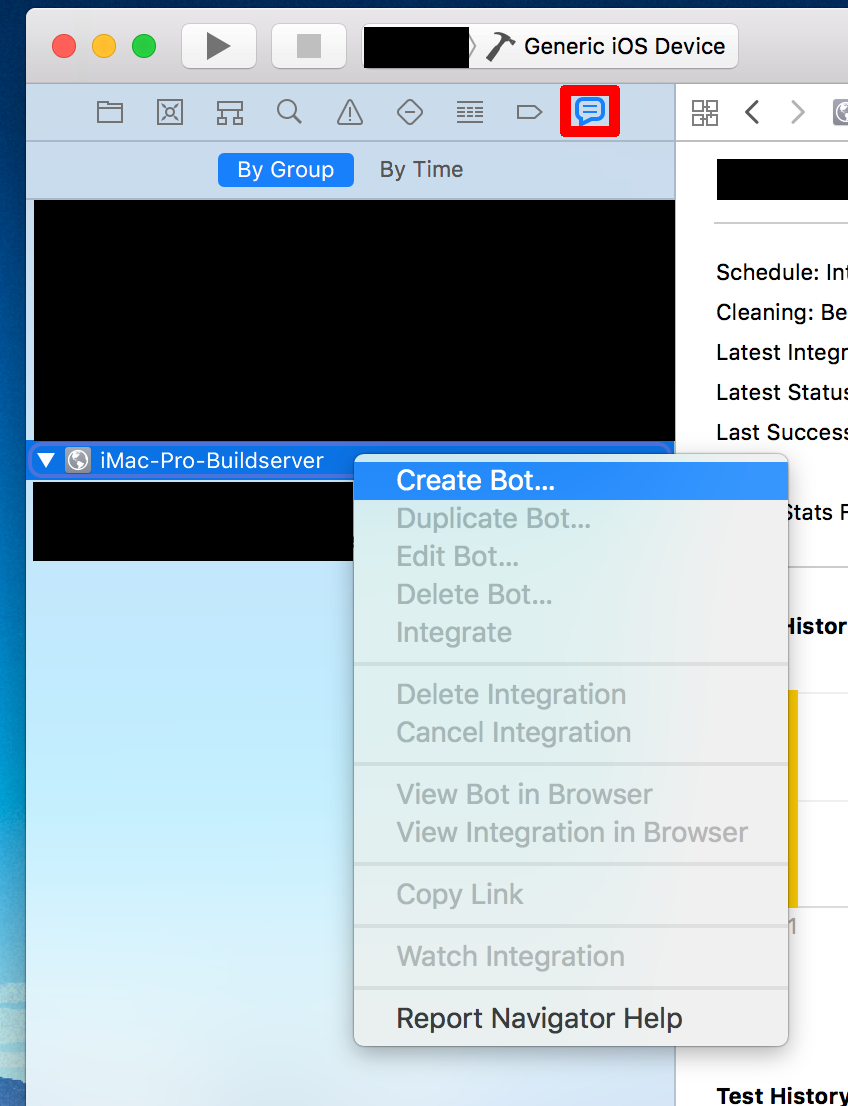 Generic iOS Device
By Group
By Time
Schedule: Int
Cleaning: Be
Latest Integr
Latest Status
Last Success
iMac-Pro-Buildserver
Create Bot...
Duplicate Bot...
Stats F
Edit Bot...
Delete Bot...
Integrate
Histor
Delete Integration
Cancel Integration
View Bot in Browser
View Integration in Browser
Copy Link
1
Watch Integration
Report Navigator Help
Test History